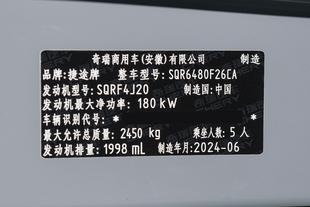 奇瑞商用车(安徽)有限公司 制造
品牌:捷途牌 整车型号:SQR6480F26CA
发动机型号:SQRF4J20 制造国:中国
发动机最大净功率:180 kW
车辆识别代号:* *
最大允许总质量:2450 kg 乘坐人数:5 人
发动机排量:1998 mL 制造年月:2024-06